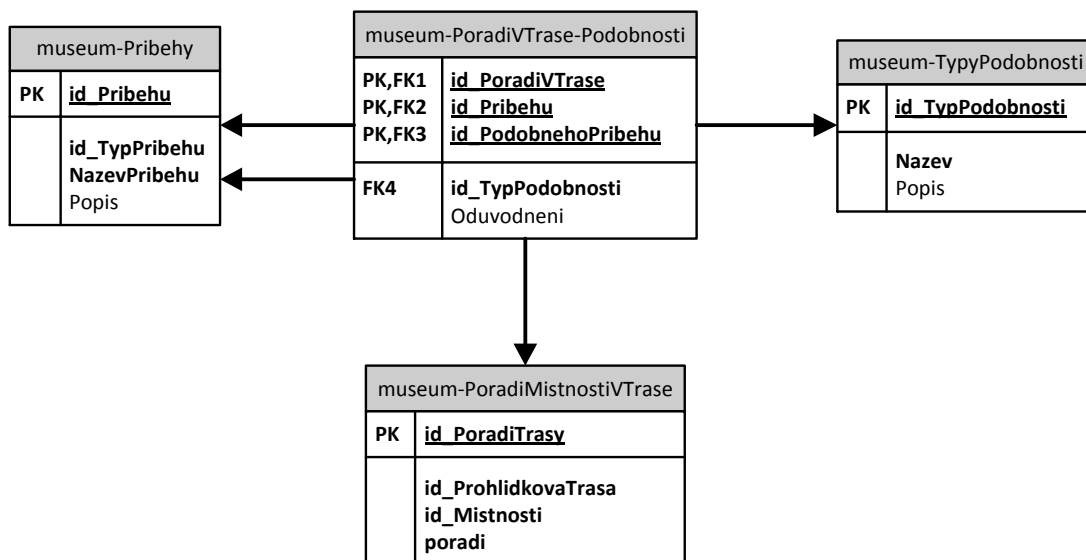 museum-Pribehy
PK id_Pribehu
id_TypPribehu
NazevPribehu
Popis
museum-PoradiVTrase-Podobnosti
PK,FK1 id_PoradiVTrase
PK,FK2 id_Pribehu
PK,FK3 id_PodobnehoPribehu
FK4 id_TypPodobnosti
Oduvodneni
museum-TypyPodobnosti
PK id_TypPodobnosti
Nazev
Popis
museum-PoradiMistnostiVTrase
PK id_PoradiTrasy
id_ProhlidkovaTrasa
id_Mistnosti
poradi